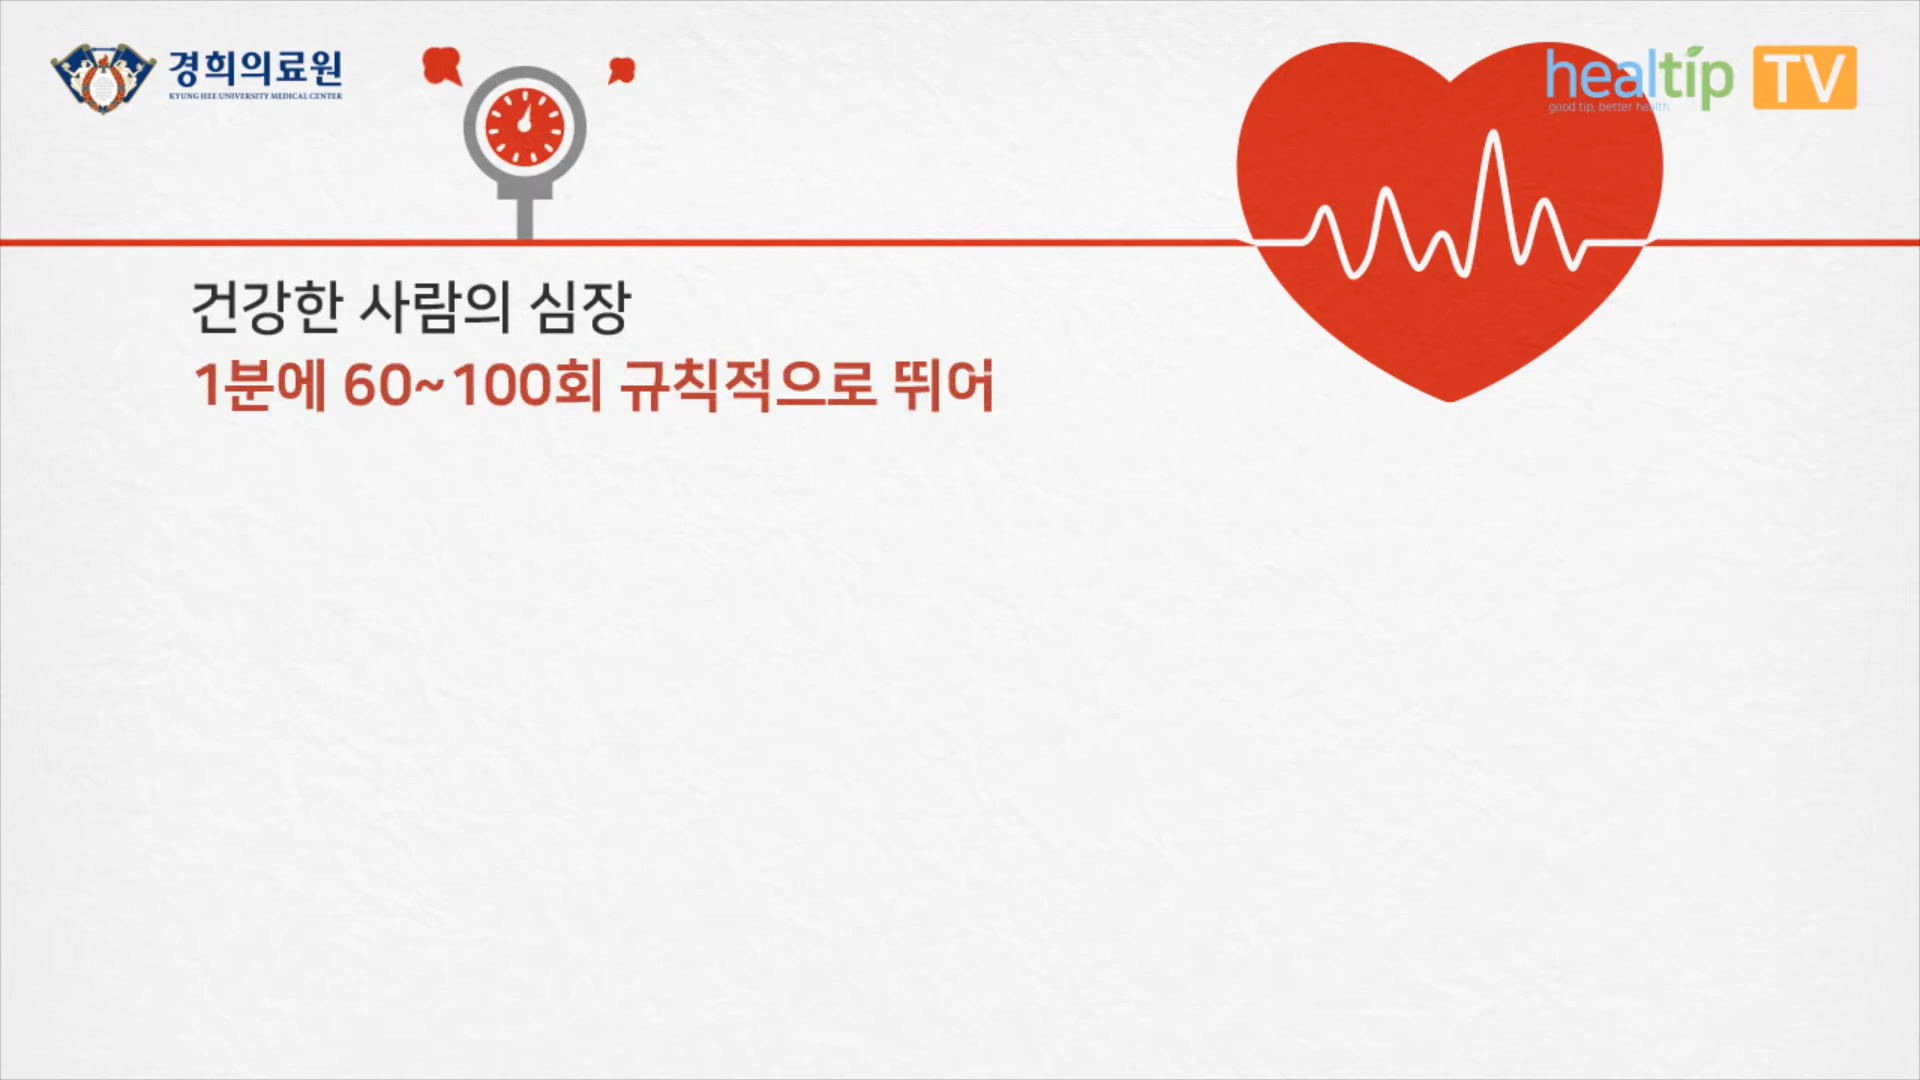 경희의료원
KYUNG HEE UNIVERSITY MEDICAL CENTER
healtip TV
good tip, better health
건강한 사람의 심장
1분에 60~100회 규칙적으로 뛰어